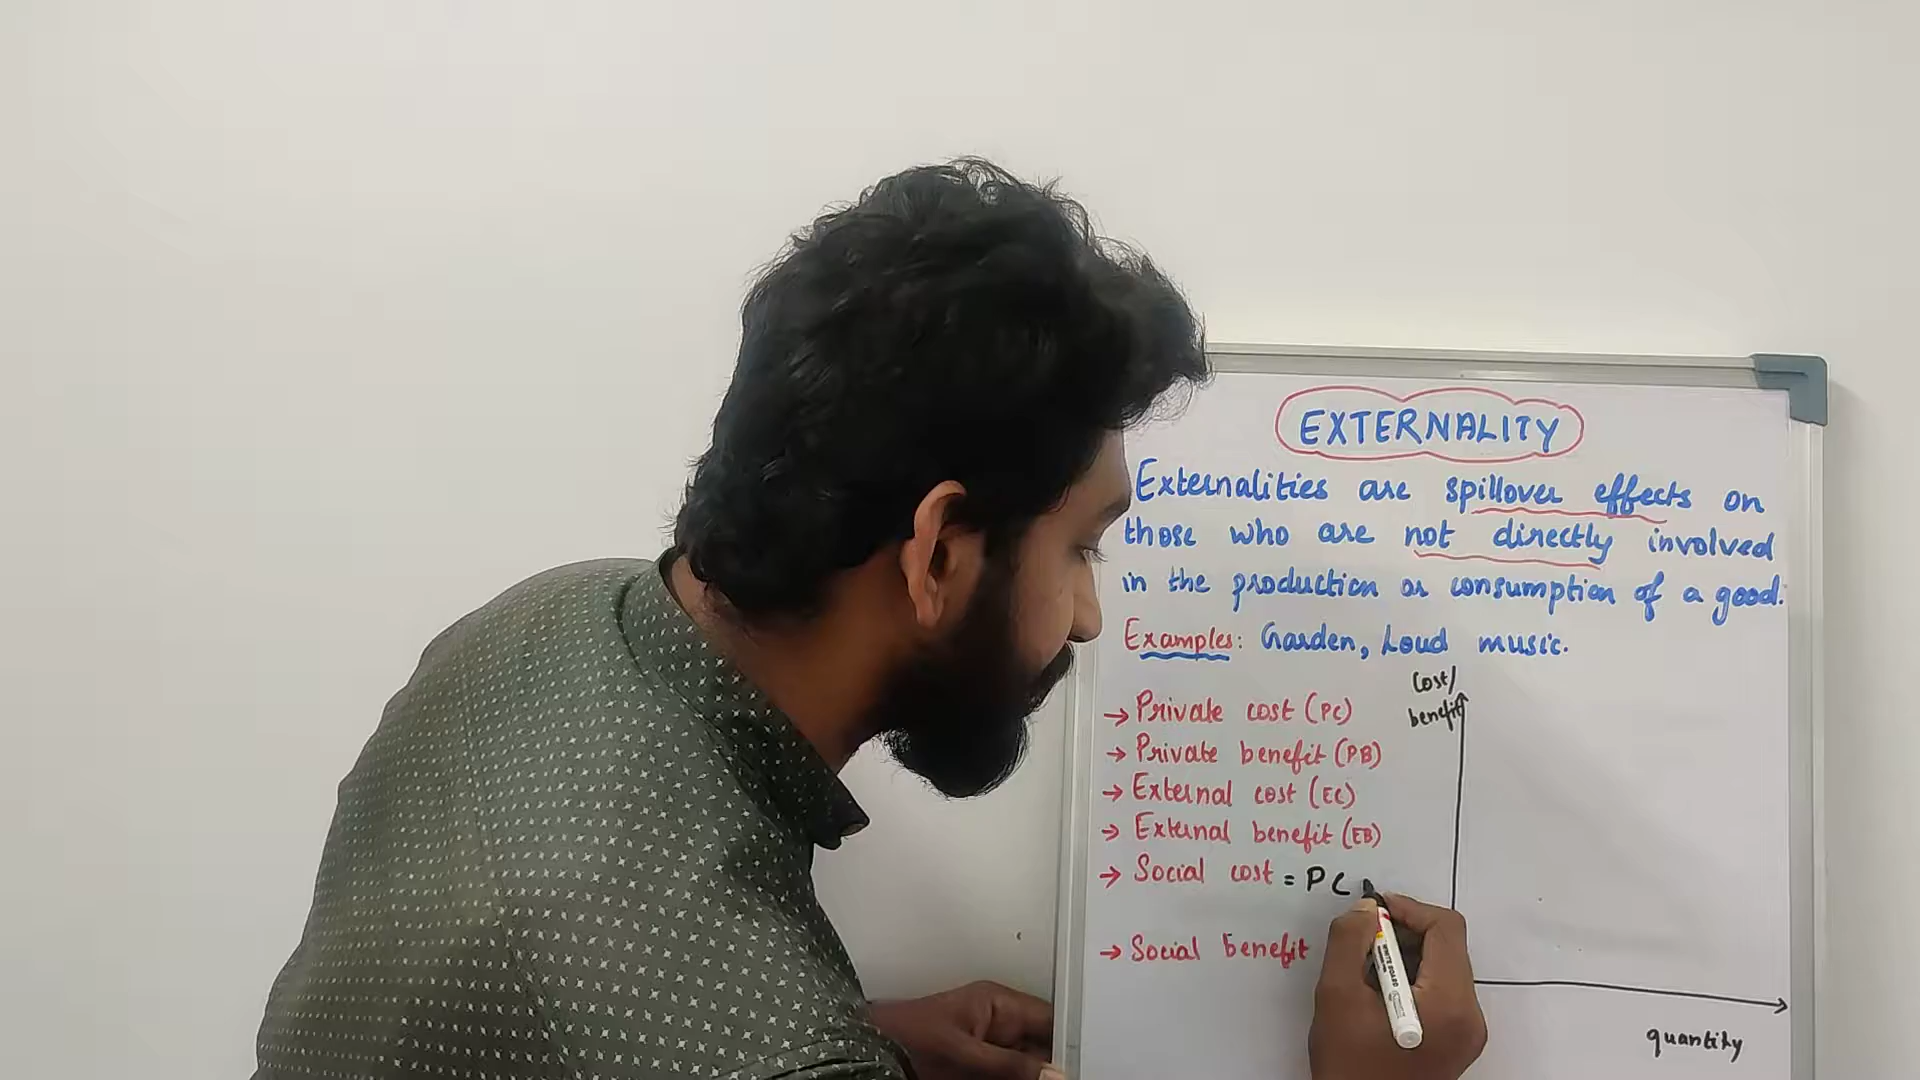 EXTERNALITY
Externalities are spillover effects on
those who are not directly involved
in the production or consumption of a good.
Examples: Garden, Loud music.
→ Private cost (PC)
→ Private benefit (PB)
→ External cost (EC)
→ External benefit (EB)
→ Social cost = PC
→ Social benefit
Cost/
benefit
quantity
WHITE BOARD